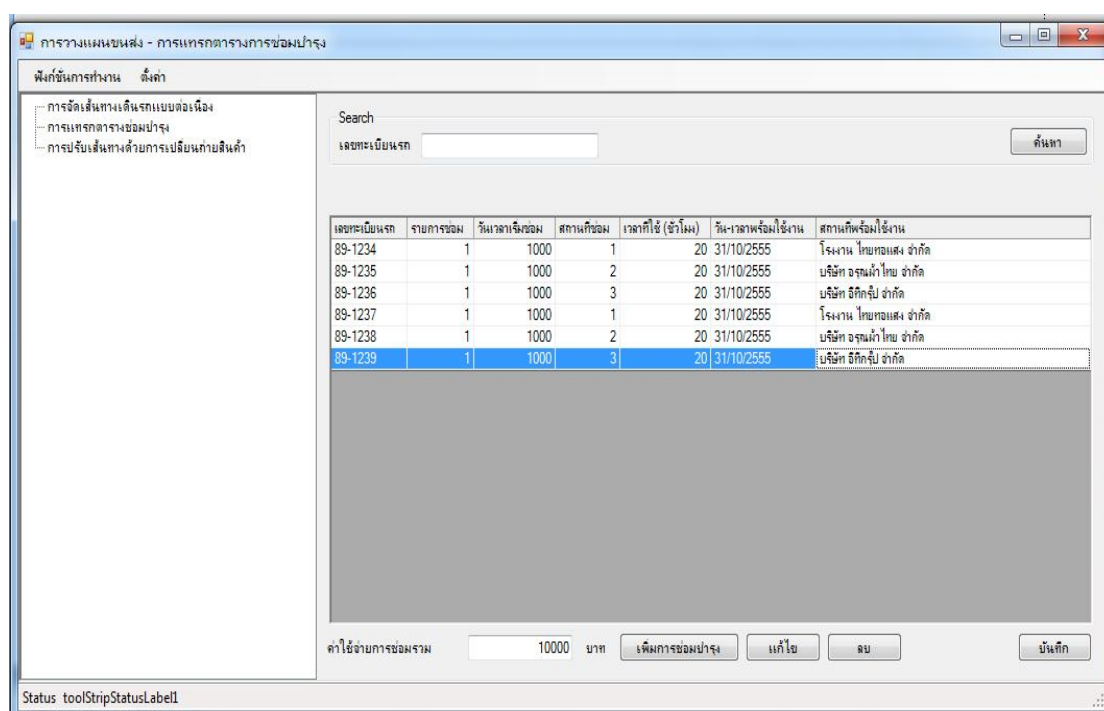 การวางแผนขนส่ง - การแทรกตารางการซ่อมบำรุง
ฟังก์ชันการทำงาน ตั้งค่า
การจัดเส้นทางเดินรถแบบต่อเนื่อง
การแทรกตารางซ่อมบำรุง
การปรับเส้นทางด้วยการเปลี่ยนถ่ายสินค้า
Search
เลขทะเบียนรถ
ค้นหา
เลขทะเบียนรถ รายการซ่อม วันเวลาเริ่มซ่อม สถานที่ซ่อม เวลาที่ใช้ (ชั่วโมง) วัน-เวลาพร้อมใช้งาน สถานที่พร้อมใช้งาน
89-1234 1 1000 1 20 31/10/2555 โรงงาน ไทยทอแสง จำกัด
89-1235 1 1000 2 20 31/10/2555 บริษัท อรุณผ้าไทย จำกัด
89-1236 1 1000 3 20 31/10/2555 บริษัท อีทีกรุ๊ป จำกัด
89-1237 1 1000 1 20 31/10/2555 โรงงาน ไทยทอแสง จำกัด
89-1238 1 1000 2 20 31/10/2555 บริษัท อรุณผ้าไทย จำกัด
89-1239 1 1000 3 20 31/10/2555 บริษัท อีทีกรุ๊ป จำกัด
ค่าใช้จ่ายการซ่อมรวม 10000 บาท เพิ่มการซ่อมบำรุง แก้ไข ลบ บันทึก
Status toolStripStatusLabel1